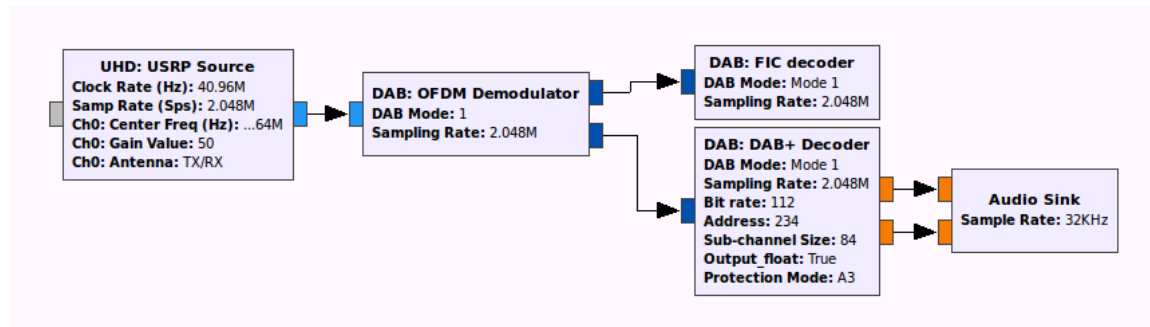 UHD: USRP Source
Clock Rate (Hz): 40.96M
Samp Rate (Sps): 2.048M
Ch0: Center Freq (Hz): ...64M
Ch0: Gain Value: 50
Ch0: Antenna: TX/RX
DAB: OFDM Demodulator
DAB Mode: 1
Sampling Rate: 2.048M
DAB: FIC decoder
DAB Mode: Mode 1
Sampling Rate: 2.048M
DAB: DAB+ Decoder
DAB Mode: Mode 1
Sampling Rate: 2.048M
Bit rate: 112
Address: 234
Sub-channel Size: 84
Output_float: True
Protection Mode: A3
Audio Sink
Sample Rate: 32KHz